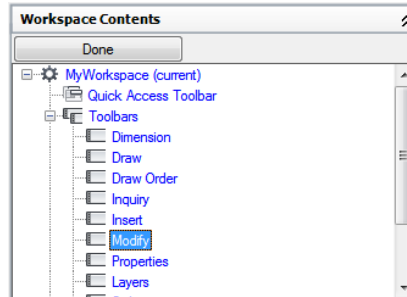 Workspace Contents
Done
MyWorkspace (current)
Quick Access Toolbar
Toolbars
Dimension
Draw
Draw Order
Inquiry
Insert
Modify
Properties
Layers